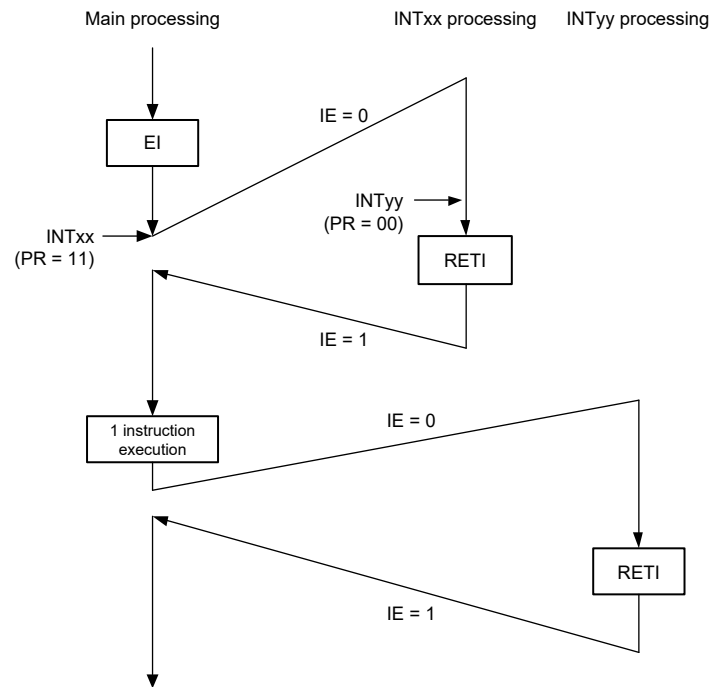 Main processing
INTxx processing
INTyy processing
IE = 0
EI
INTyy
(PR = 00)
INTxx
(PR = 11)
RETI
IE = 1
IE = 0
1 instruction
execution
RETI
IE = 1